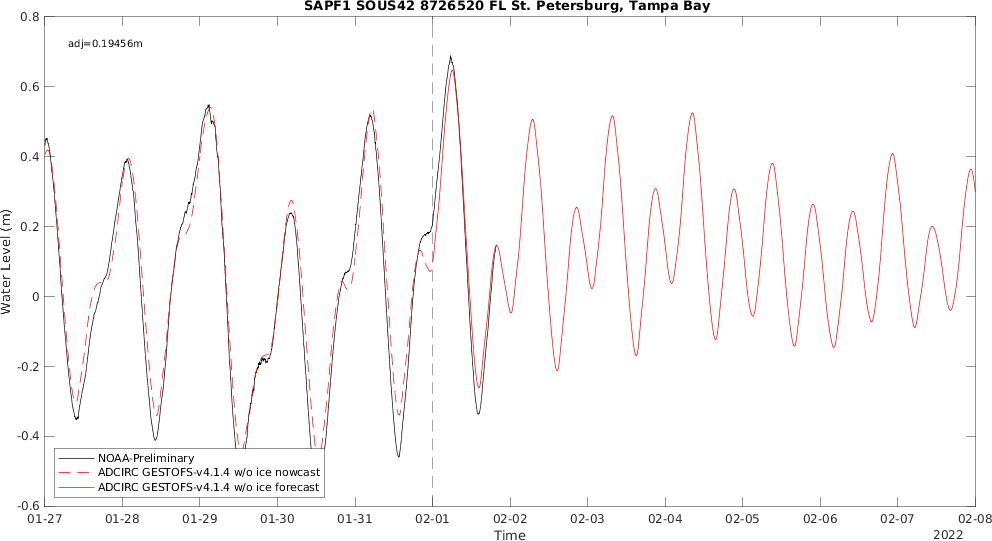 SAPF1 SOUS42 8726520 FL St. Petersburg, Tampa Bay
adj=0.19456m
0.8
0.6
0.4
0.2
0
-0.2
-0.4
-0.6
Water Level (m)
NOAA-Preliminary
ADCIRC GESTOFS-v4.1.4 w/o ice nowcast
ADCIRC GESTOFS-v4.1.4 w/o ice forecast
01-27 01-28 01-29 01-30 01-31 02-01 02-02 02-03 02-04 02-05 02-06 02-07 02-08
Time
2022